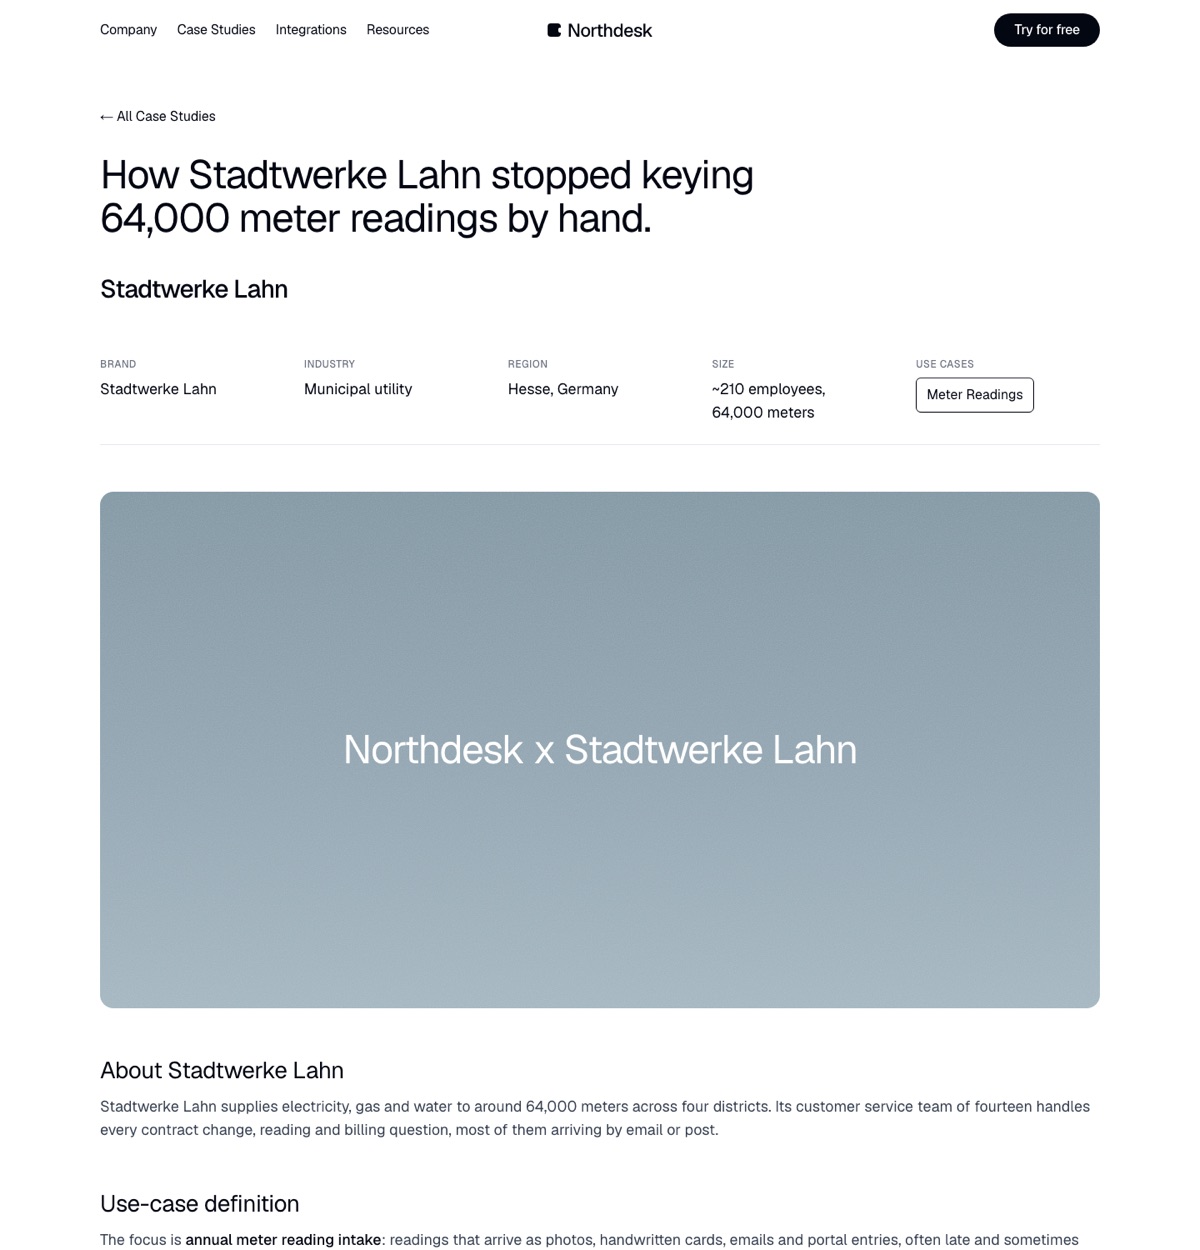 Company Case Studies Integrations Resources Northdesk Try for free
← All Case Studies
How Stadtwerke Lahn stopped keying
64,000 meter readings by hand.
Stadtwerke Lahn
BRAND INDUSTRY REGION SIZE USE CASES
Stadtwerke Lahn Municipal utility Hesse, Germany ~210 employees, Meter Readings
64,000 meters
Northdesk x Stadtwerke Lahn
About Stadtwerke Lahn
Stadtwerke Lahn supplies electricity, gas and water to around 64,000 meters across four districts. Its customer service team of fourteen handles
every contract change, reading and billing question, most of them arriving by email or post.
Use-case definition
The focus is annual meter reading intake: readings that arrive as photos, handwritten cards, emails and portal entries, often late and sometimes